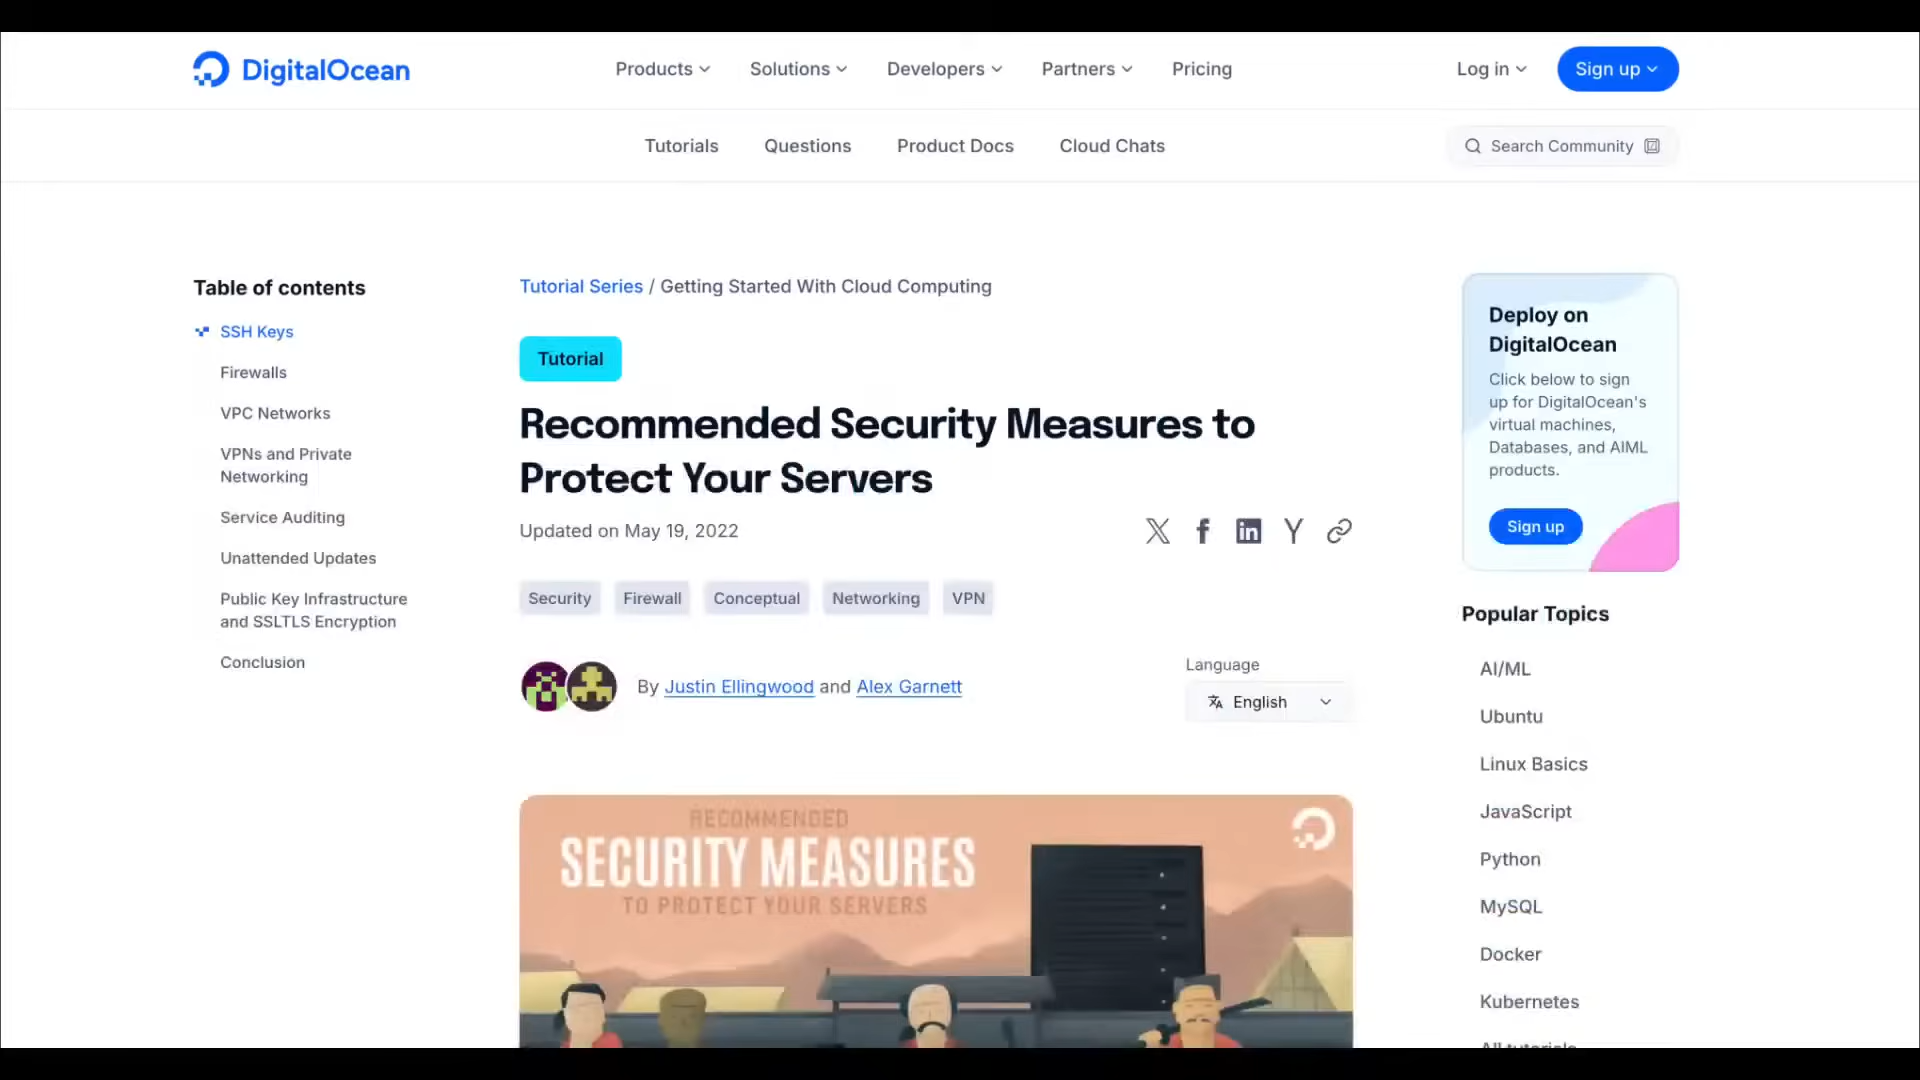 DigitalOcean
Products
Solutions
Developers
Partners
Pricing
Log in
Sign up
Tutorials
Questions
Product Docs
Cloud Chats
Search Community
Table of contents
SSH Keys
Firewalls
VPC Networks
VPNs and Private
Networking
Service Auditing
Unattended Updates
Public Key Infrastructure
and SSLTLS Encryption
Conclusion
Tutorial Series / Getting Started With Cloud Computing
Tutorial
Recommended Security Measures to
Protect Your Servers
Updated on May 19, 2022
Security
Firewall
Conceptual
Networking
VPN
By Justin Ellingwood and Alex Garnett
Language
English
RECOMMENDED
SECURITY MEASURES
TO PROTECT YOUR SERVERS
Deploy on
DigitalOcean
Click below to sign
up for DigitalOcean's
virtual machines,
Databases, and AIML
products.
Sign up
Popular Topics
AI/ML
Ubuntu
Linux Basics
JavaScript
Python
MySQL
Docker
Kubernetes
All tutorials